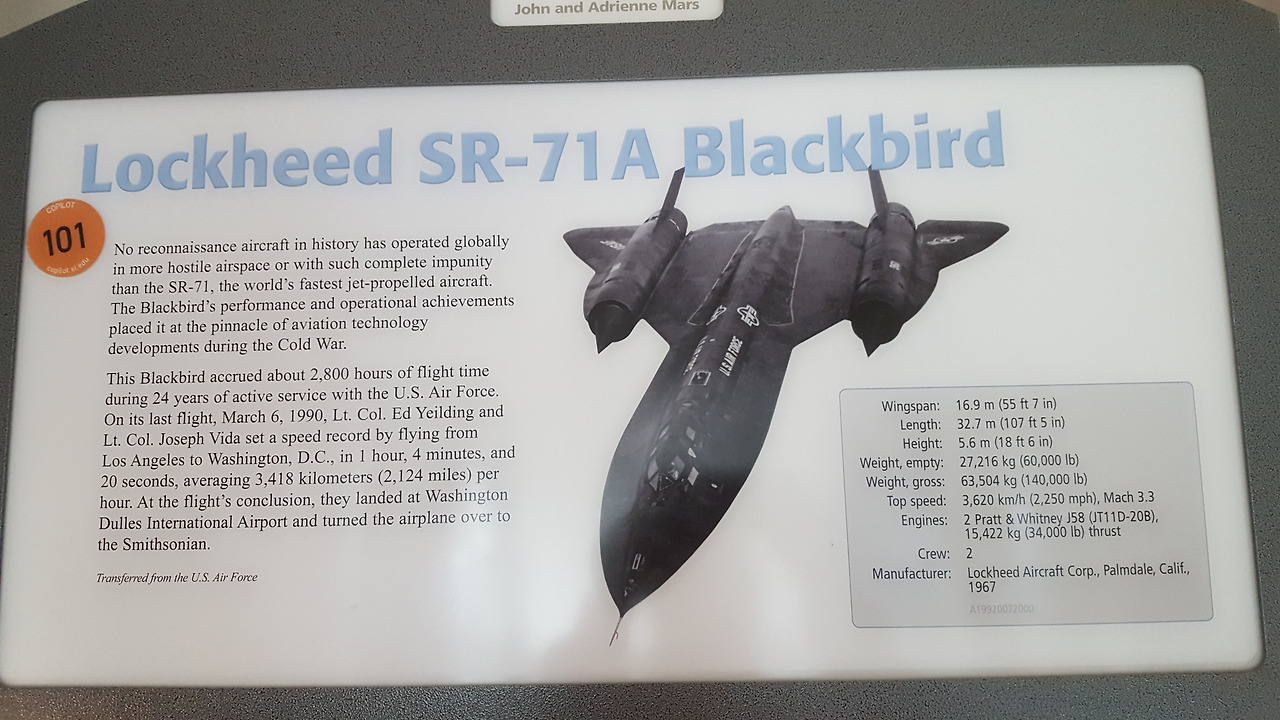 John and Adrienne Mars
Lockheed SR-71A Blackbird
COPILOT
101
copilot.si.edu
No reconnaissance aircraft in history has operated globally
in more hostile airspace or with such complete impunity
than the SR-71, the world's fastest jet-propelled aircraft.
The Blackbird's performance and operational achievements
placed it at the pinnacle of aviation technology
developments during the Cold War.
This Blackbird accrued about 2,800 hours of flight time
during 24 years of active service with the U.S. Air Force.
On its last flight, March 6, 1990, Lt. Col. Ed Yeilding and
Lt. Col. Joseph Vida set a speed record by flying from
Los Angeles to Washington, D.C., in 1 hour, 4 minutes, and
20 seconds, averaging 3,418 kilometers (2,124 miles) per
hour. At the flight's conclusion, they landed at Washington
Dulles International Airport and turned the airplane over to
the Smithsonian.
Transferred from the U.S. Air Force
U.S. AIR FORCE
Wingspan: 16.9 m (55 ft 7 in)
Length: 32.7 m (107 ft 5 in)
Height: 5.6 m (18 ft 6 in)
Weight, empty: 27,216 kg (60,000 lb)
Weight, gross: 63,504 kg (140,000 lb)
Top speed: 3,620 km/h (2,250 mph), Mach 3.3
Engines: 2 Pratt & Whitney J58 (JT11D-20B),
15,422 kg (34,000 lb) thrust
Crew: 2
Manufacturer: Lockheed Aircraft Corp., Palmdale, Calif.,
1967
A19920072000